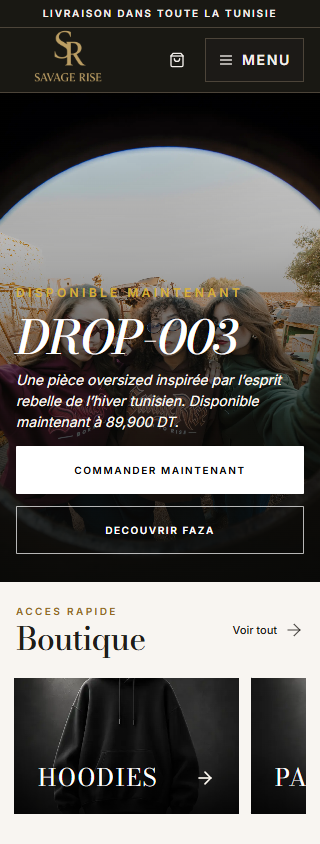 LIVRAISON DANS TOUTE LA TUNISIE
SR
SAVAGE RISE
MENU
DISPONIBLE MAINTENANT
DROP-003
Une pièce oversized inspirée par l'esprit
rebelle de l'hiver tunisien. Disponible
maintenant à 89,900 DT.
COMMANDER MAINTENANT
DECOUVRIR FAZA
ACCES RAPIDE
Boutique
Voir tout
HOODIES
PA